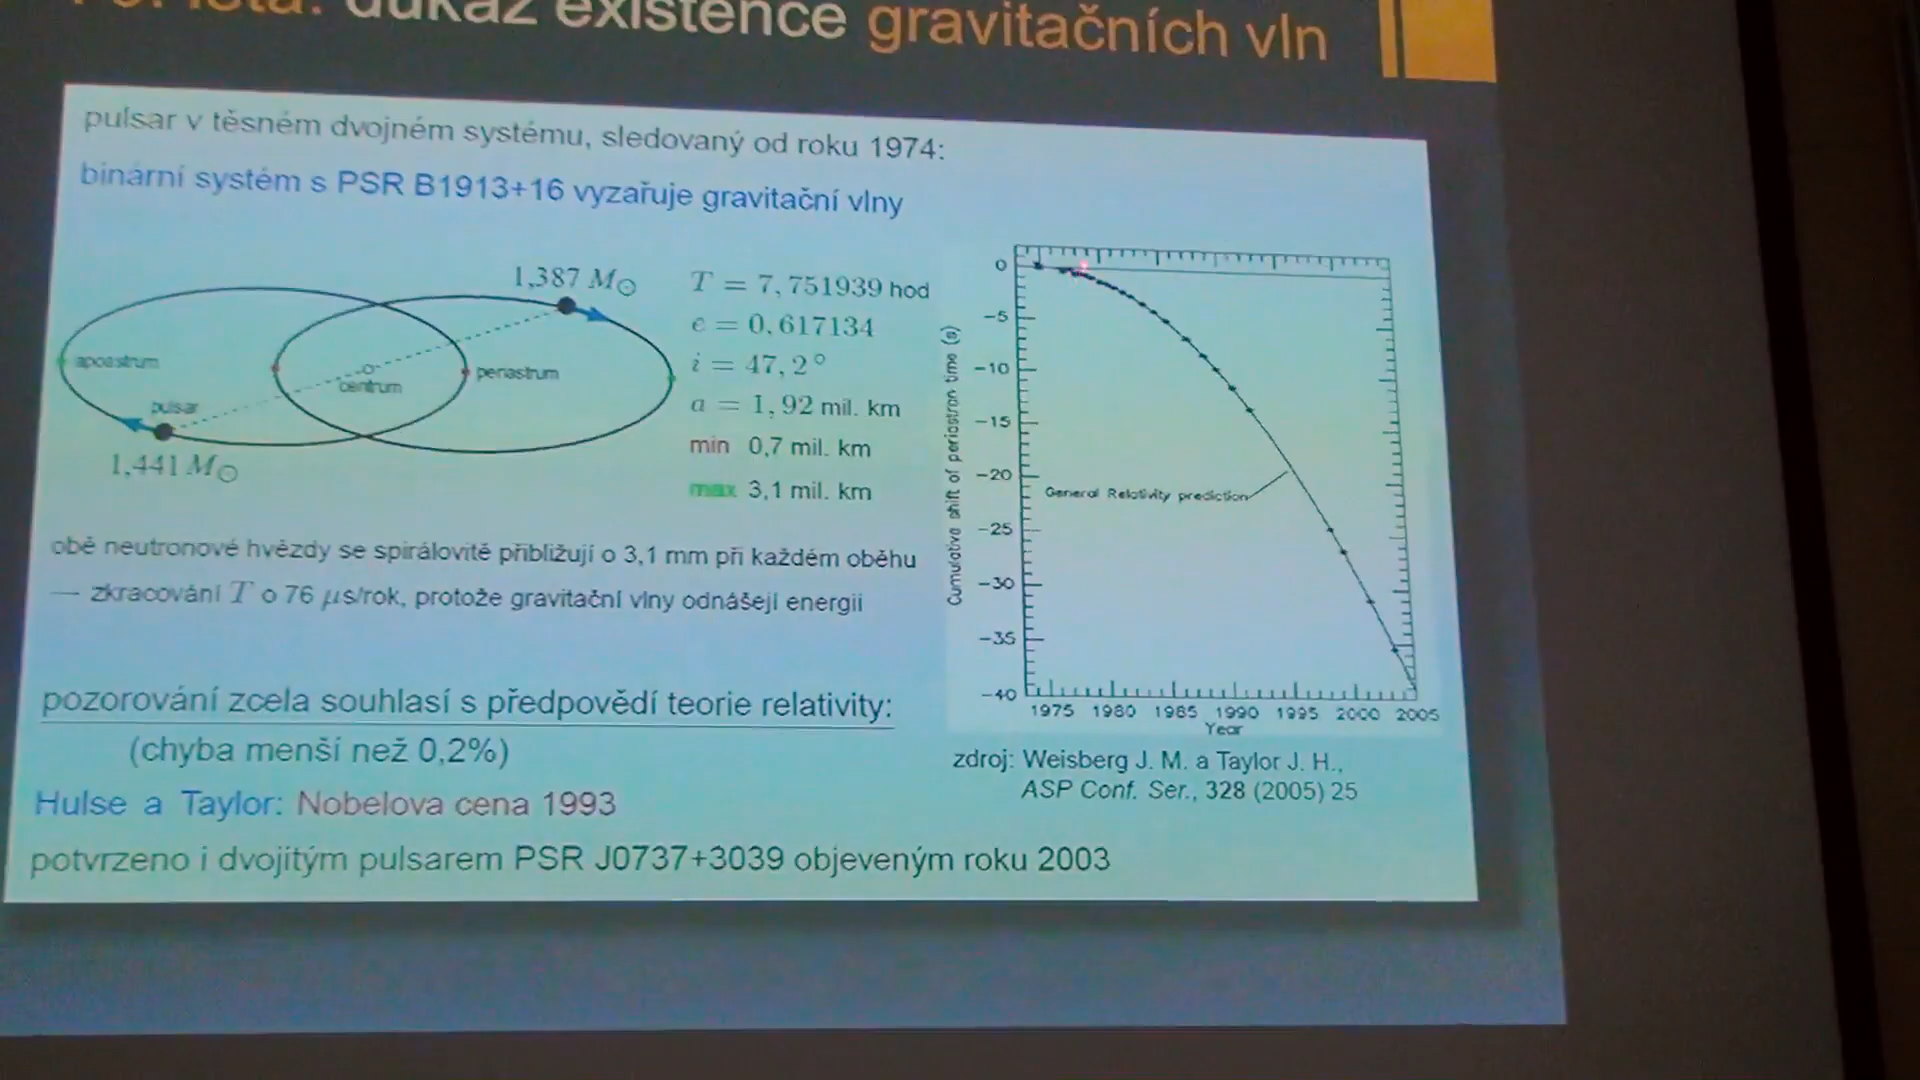 důkaz existence gravitačních vln
pulsar v těsném dvojném systému, sledovaný od roku 1974:
binární systém s PSR B1913+16 vyzařuje gravitační vlny
1,387 M⊙
apoastrum
centrum
periastrum
pulsar
1,441 M⊙
T = 7,751939 hod
e = 0,617134
i = 47,2°
a = 1,92 mil. km
min 0,7 mil. km
max 3,1 mil. km
obě neutronové hvězdy se spirálovitě přibližují o 3,1 mm při každém oběhu
— zkracování T o 76 μs/rok, protože gravitační vlny odnášejí energii
pozorování zcela souhlasí s předpovědí teorie relativity:
(chyba menší než 0,2%)
Hulse a Taylor: Nobelova cena 1993
potvrzeno i dvojitým pulsarem PSR J0737+3039 objeveným roku 2003
Cumulative shift of periastron time (s)
0
−5
−10
−15
−20
−25
−30
−35
−40
General Relativity prediction
1975 1980 1985 1990 1995 2000 2005
Year
zdroj: Weisberg J. M. a Taylor J. H.,
ASP Conf. Ser., 328 (2005) 25